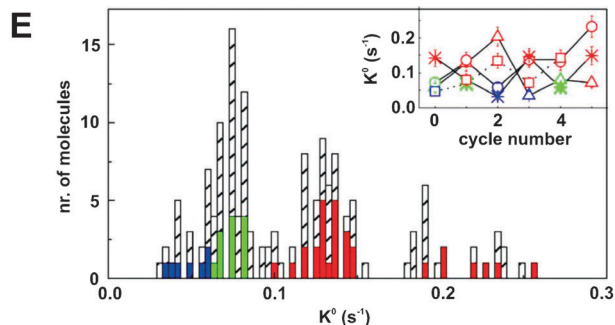 E
15
10
5
0
nr. of molecules
0.0
0.1
0.2
0.3
K⁰ (s⁻¹)
0.2
0.1
0.0
K⁰ (s⁻¹)
0
2
4
cycle number